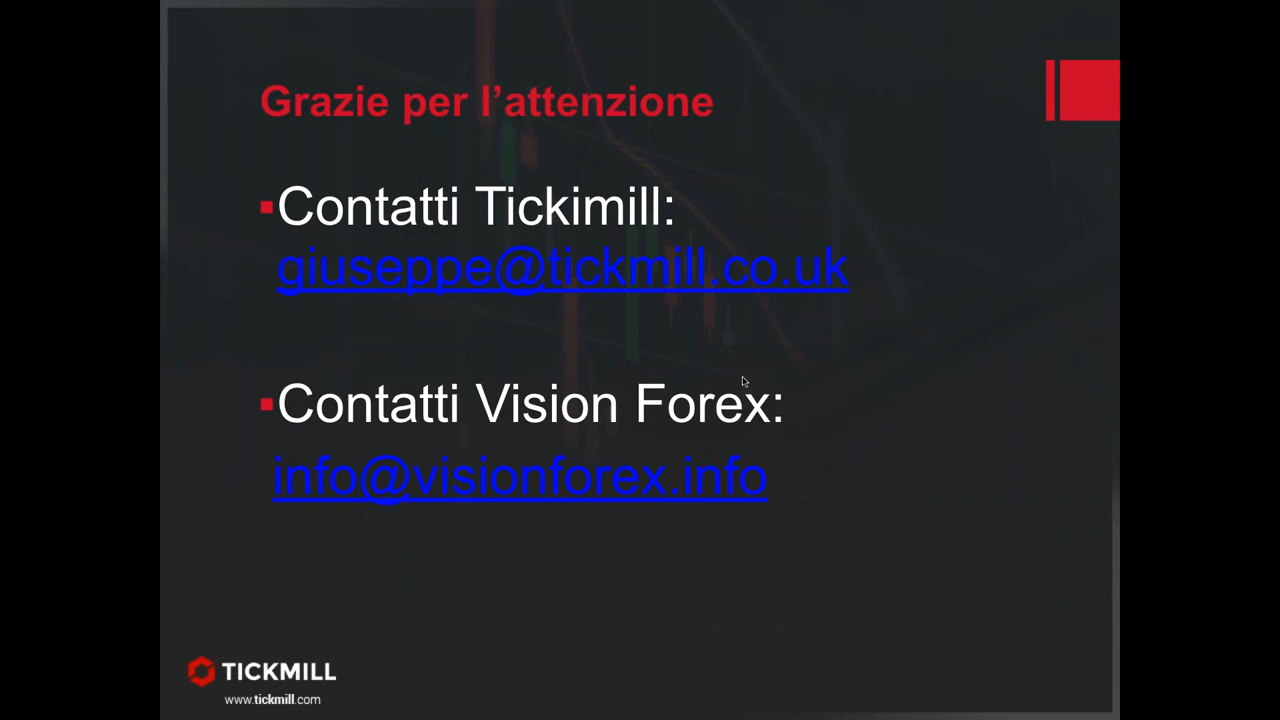 Grazie per l’attenzione
▪Contatti Tickimill:
giuseppe@tickmill.co.uk
▪Contatti Vision Forex:
info@visionforex.info
TICKMILL
www.tickmill.com